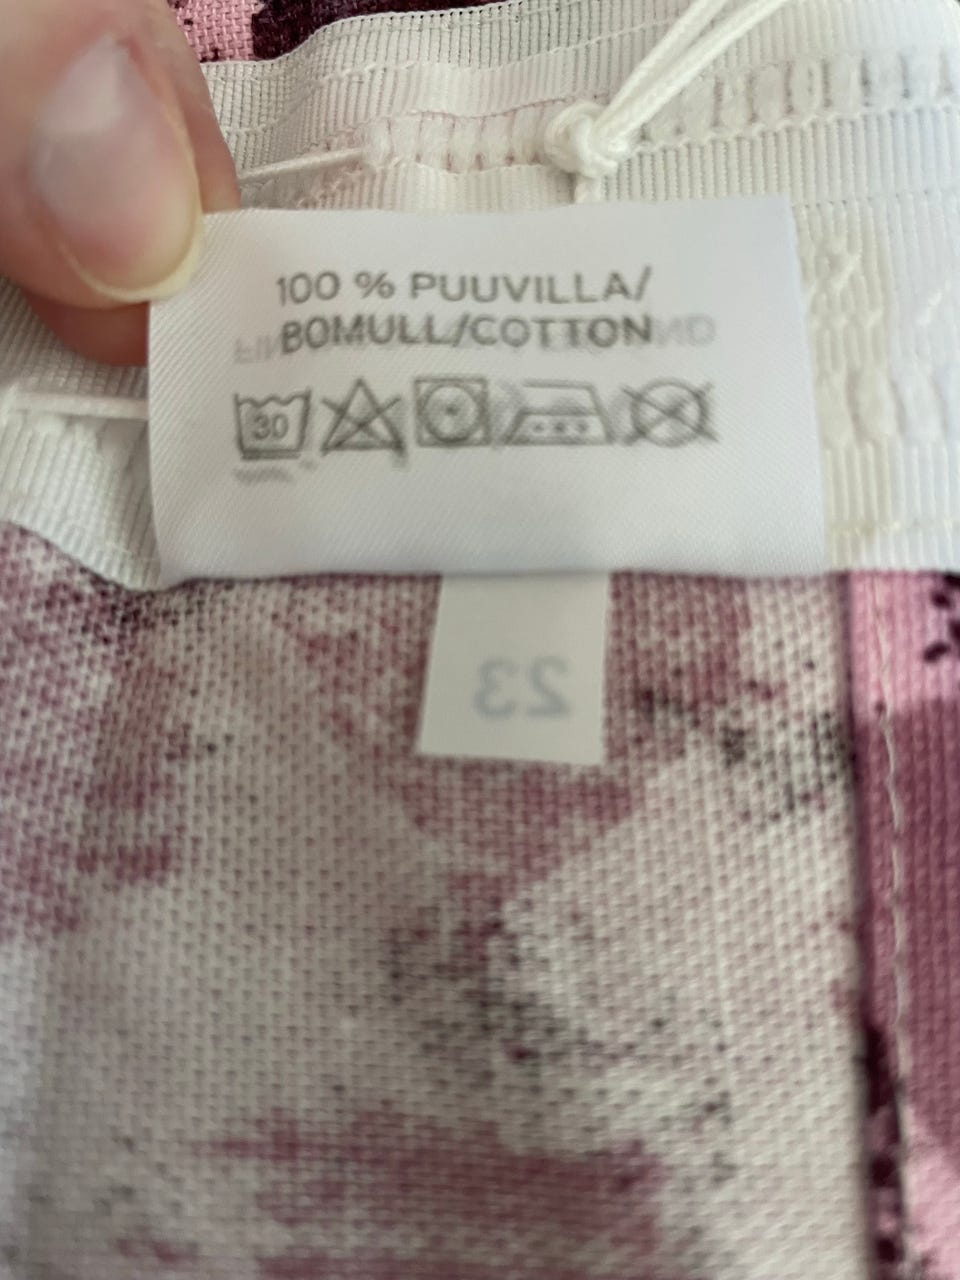 100 % PUUVILLA/
BOMULL/COTTON
30
23